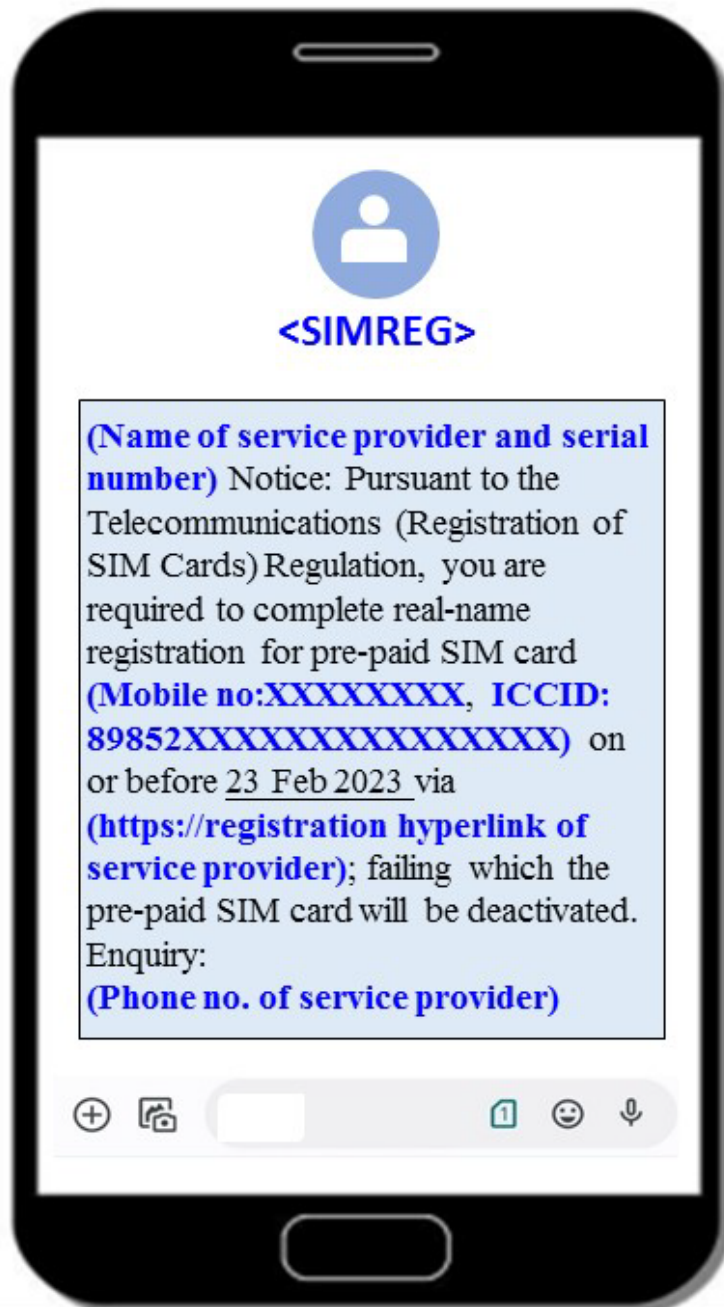 <SIMREG>
(Name of service provider and serial
number) Notice: Pursuant to the
Telecommunications (Registration of
SIM Cards) Regulation, you are
required to complete real-name
registration for pre-paid SIM card
(Mobile no:XXXXXXXX, ICCID:
89852XXXXXXXXXXXXXXX) on
or before 23 Feb 2023 via
(https://registration hyperlink of
service provider); failing which the
pre-paid SIM card will be deactivated.
Enquiry:
(Phone no. of service provider)
1